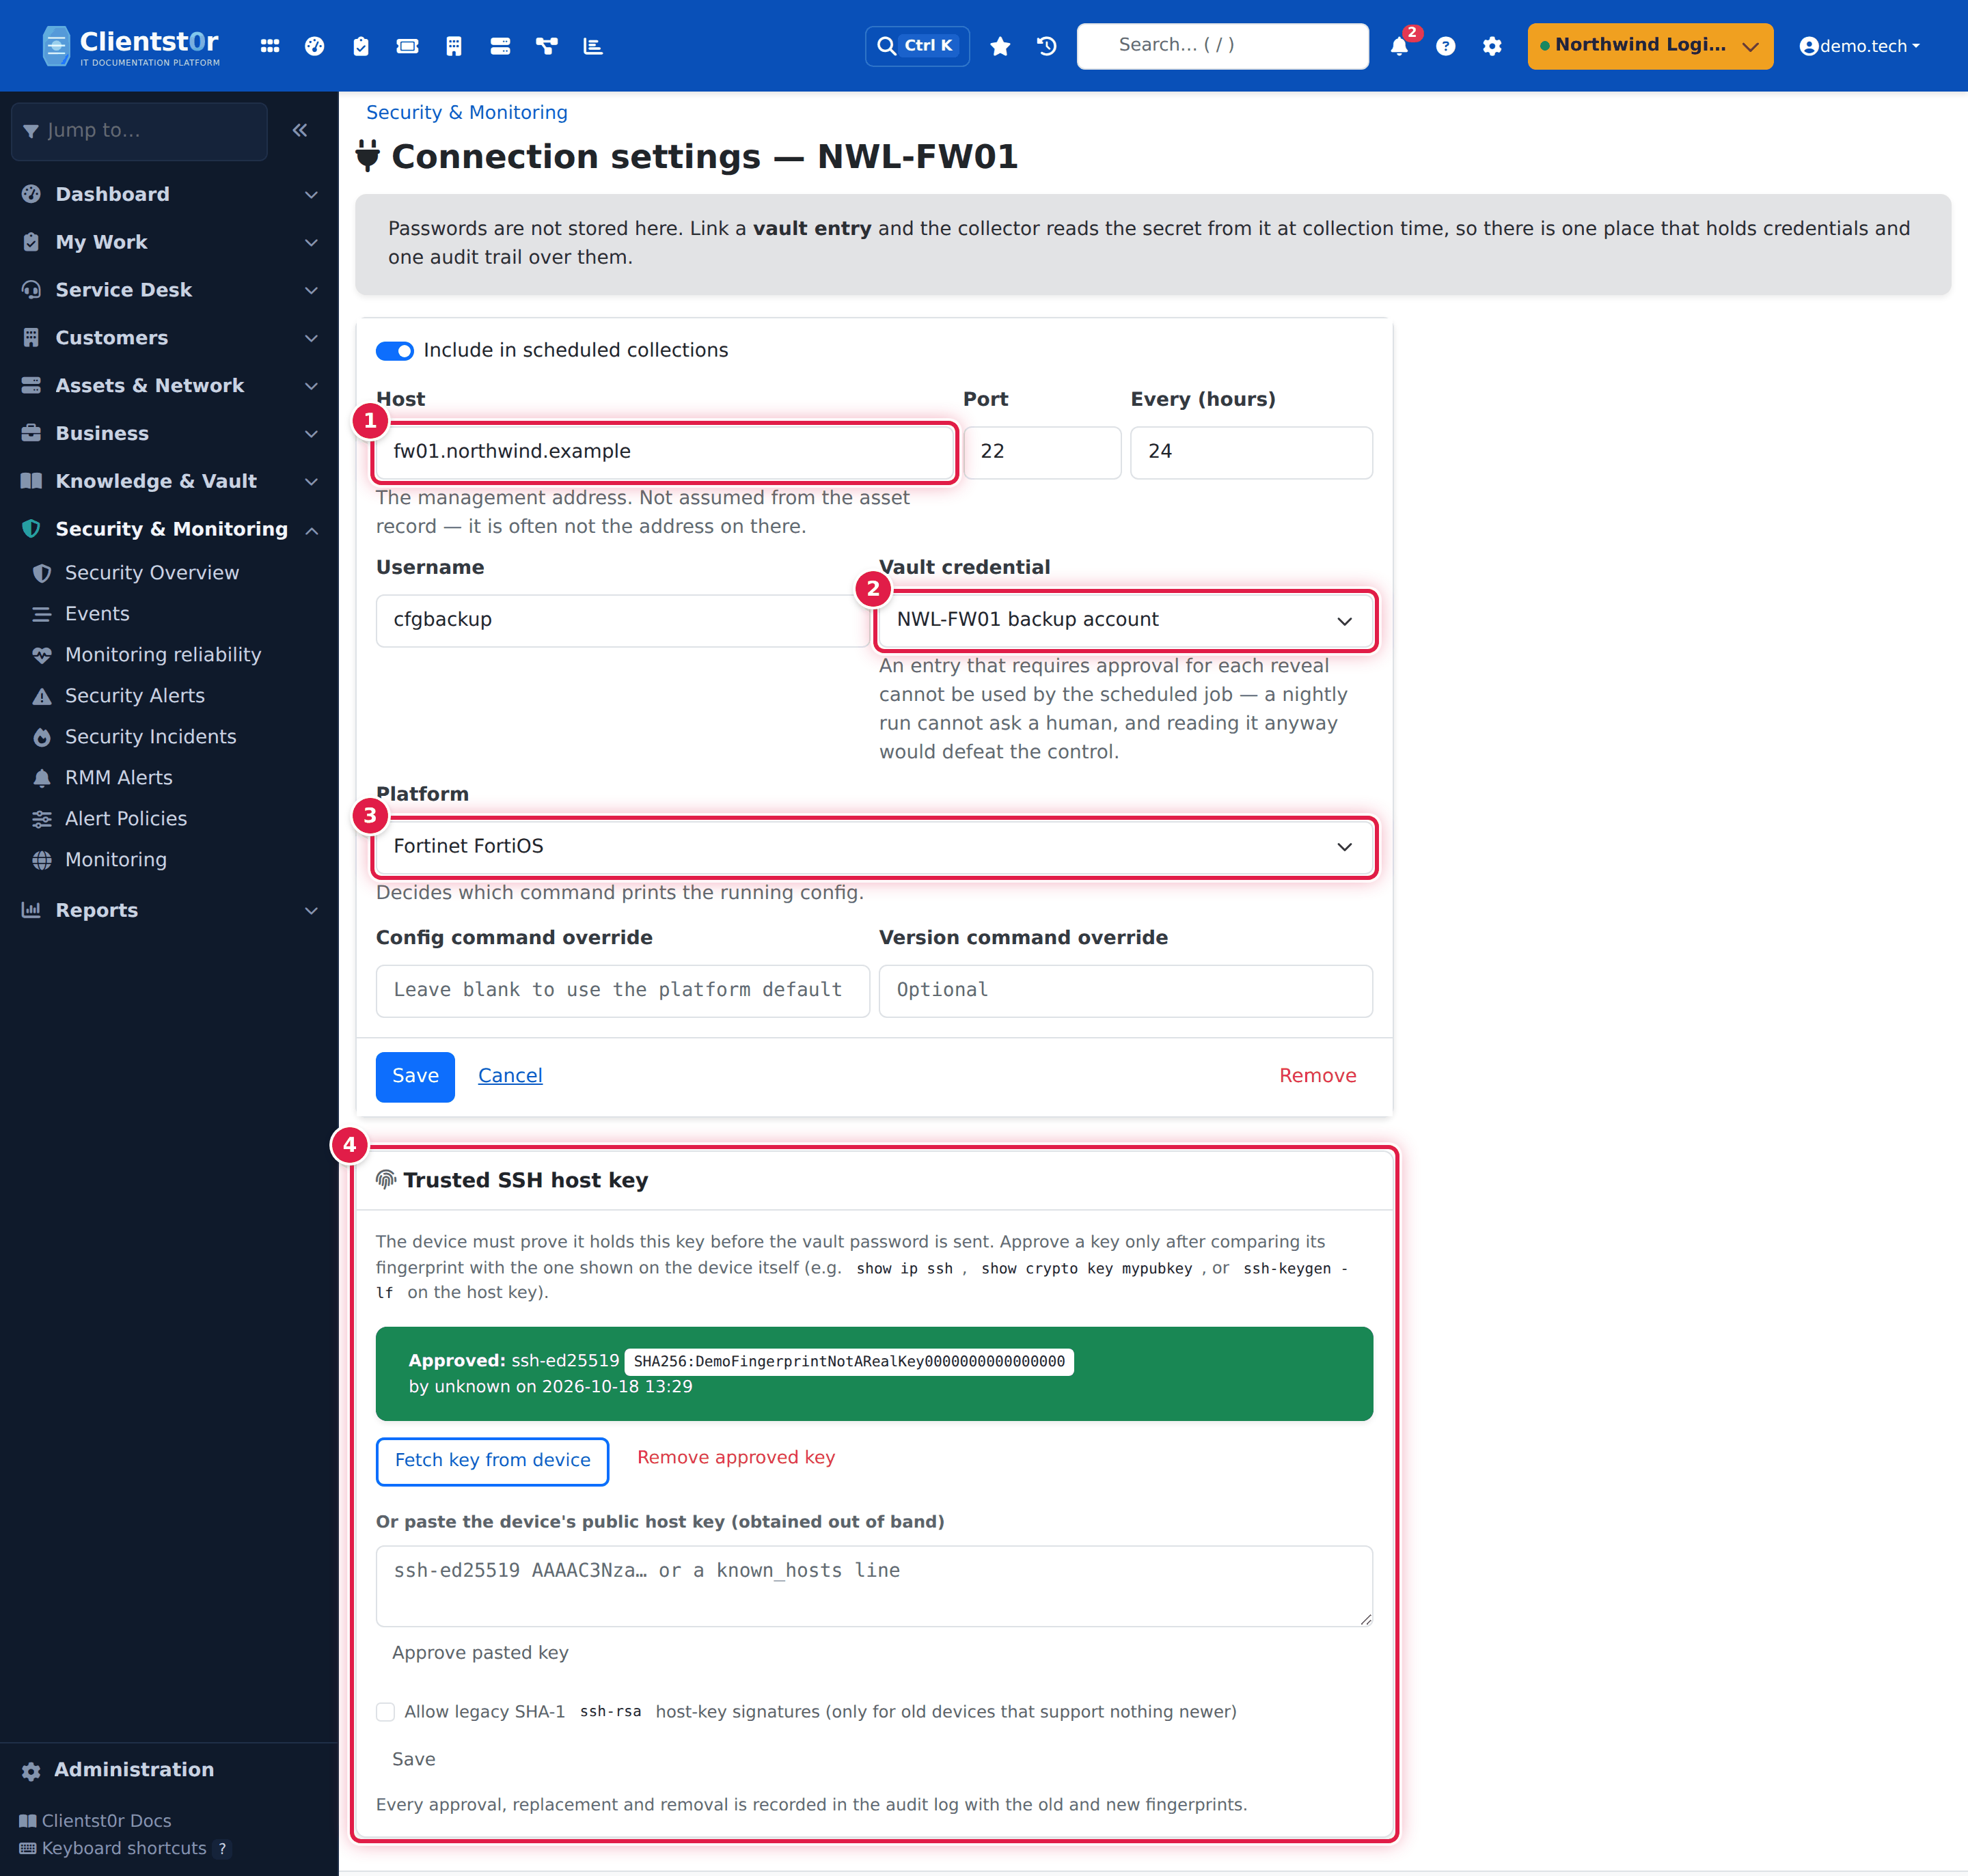 Clientst0r
IT DOCUMENTATION PLATFORM
Ctrl K
Search... ( / )
2
Northwind Logi...
demo.tech
Jump to...
Dashboard
My Work
Service Desk
Customers
Assets & Network
Business
Knowledge & Vault
Security & Monitoring
Security Overview
Events
Monitoring reliability
Security Alerts
Security Incidents
RMM Alerts
Alert Policies
Monitoring
Reports
Administration
Clientst0r Docs
Keyboard shortcuts ?
Security & Monitoring
Connection settings — NWL-FW01
Passwords are not stored here. Link a vault entry and the collector reads the secret from it at collection time, so there is one place that holds credentials and
one audit trail over them.
Include in scheduled collections
Host
Port
Every (hours)
1
fw01.northwind.example
22
24
The management address. Not assumed from the asset
record — it is often not the address on there.
Username
Vault credential
2
cfgbackup
NWL-FW01 backup account
An entry that requires approval for each reveal
cannot be used by the scheduled job — a nightly
run cannot ask a human, and reading it anyway
would defeat the control.
Platform
3
Fortinet FortiOS
Decides which command prints the running config.
Config command override
Version command override
Leave blank to use the platform default
Optional
Save
Cancel
Remove
4
Trusted SSH host key
The device must prove it holds this key before the vault password is sent. Approve a key only after comparing its
fingerprint with the one shown on the device itself (e.g. show ip ssh , show crypto key mypubkey , or ssh-keygen -
lf on the host key).
Approved: ssh-ed25519 SHA256:DemoFingerprintNotARealKey0000000000000000
by unknown on 2026-10-18 13:29
Fetch key from device
Remove approved key
Or paste the device's public host key (obtained out of band)
ssh-ed25519 AAAAC3Nza… or a known_hosts line
Approve pasted key
Allow legacy SHA-1 ssh-rsa host-key signatures (only for old devices that support nothing newer)
Save
Every approval, replacement and removal is recorded in the audit log with the old and new fingerprints.